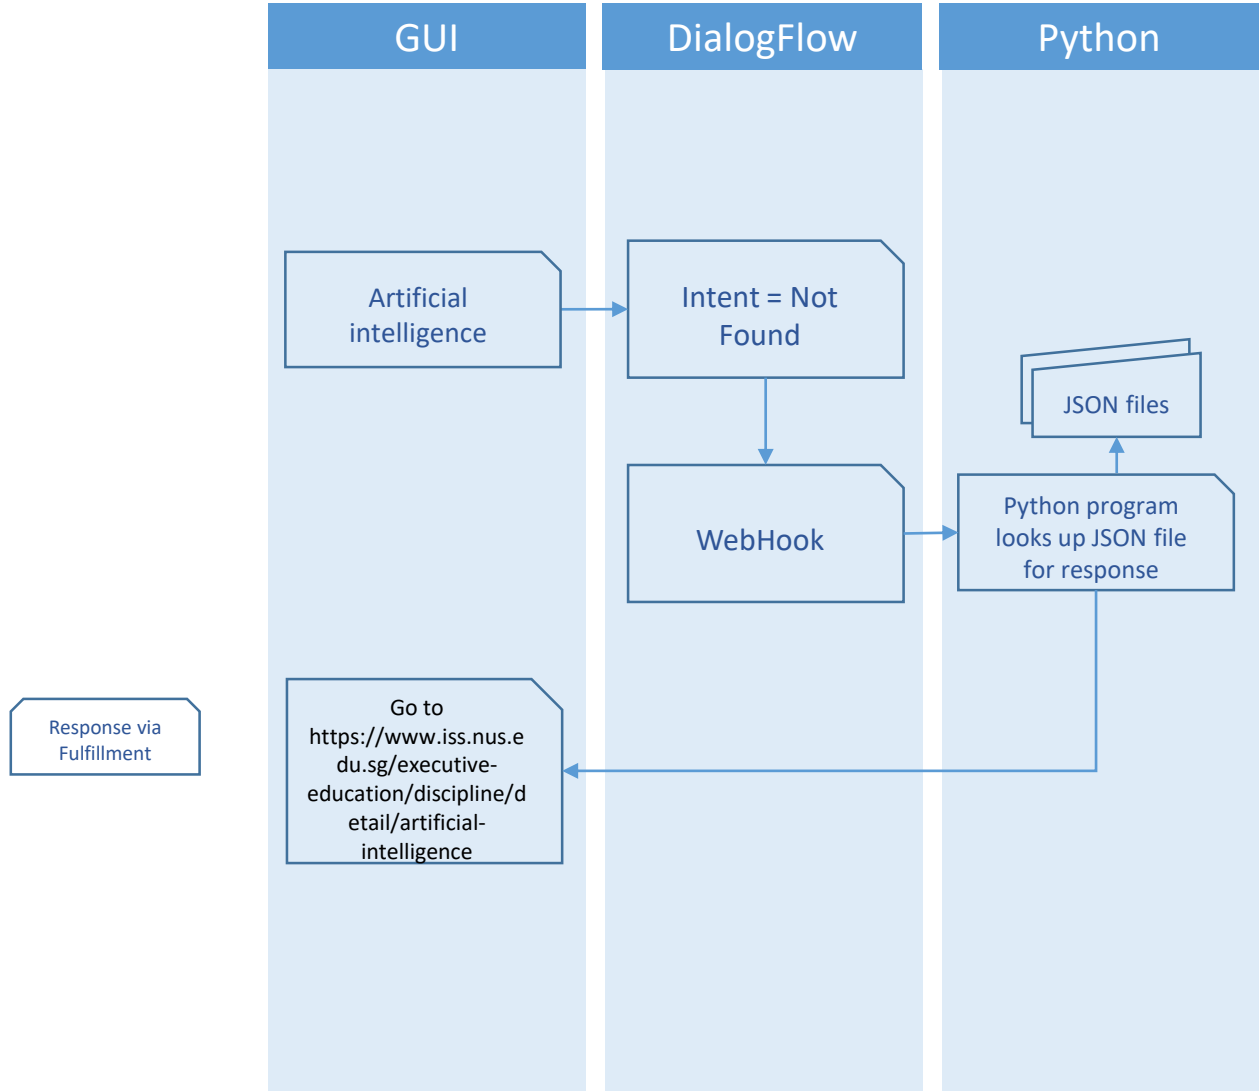 GUI
DialogFlow
Python
Artificial
intelligence
Intent = Not
Found
JSON files
WebHook
Python program
looks up JSON file
for response
Response via
Fulfillment
Go to
https://www.iss.nus.e
du.sg/executive-
education/discipline/d
etail/artificial-
intelligence